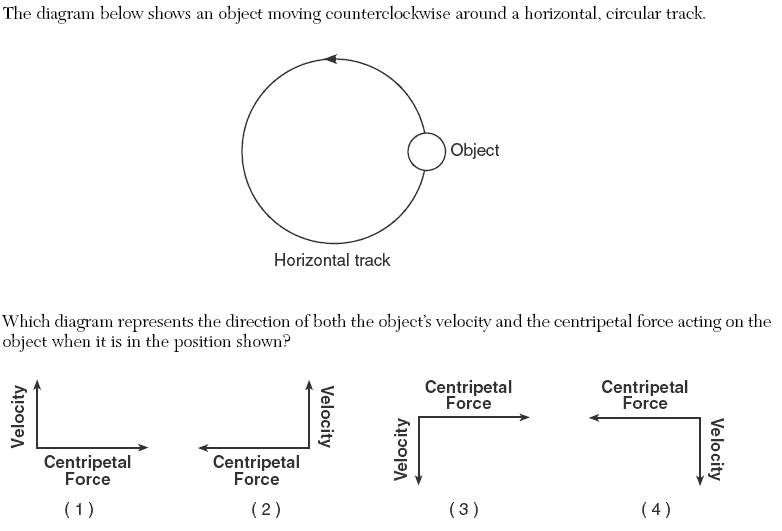 The diagram below shows an object moving counterclockwise around a horizontal, circular track.
Object
Horizontal track
Which diagram represents the direction of both the object's velocity and the centripetal force acting on the
object when it is in the position shown?
Velocity
Centripetal
Force
(1)
Velocity
Centripetal
Force
(2)
Centripetal
Force
Velocity
(3)
Centripetal
Force
Velocity
(4)